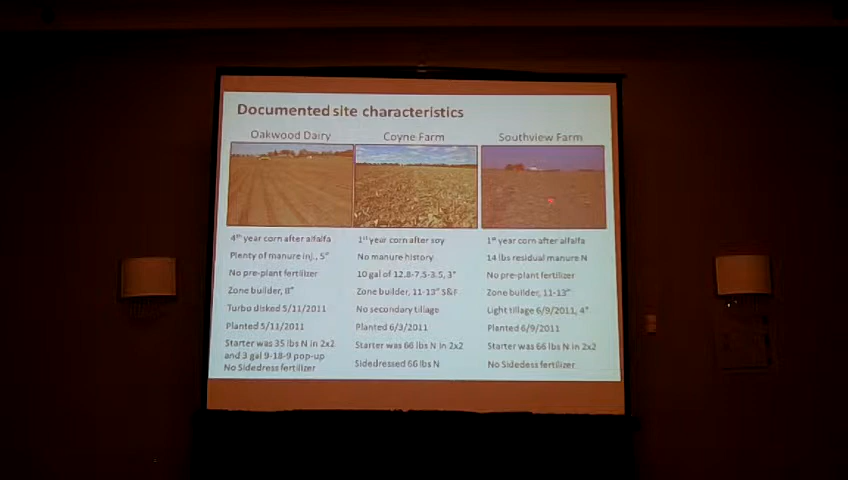 Documented site characteristics
Oakwood Dairy
Coyne Farm
Southview Farm
4th year corn after alfalfa
Plenty of manure inj., 5"
No pre-plant fertilizer
Zone builder, 8"
Turbo disked 5/11/2011
Planted 5/11/2011
Starter was 35 lbs N in 2x2
and 3 gal 9-18-9 pop-up
No Sidedress fertilizer
1st year corn after soy
No manure history
10 gal of 12.8-7.5-3.5, 3"
Zone builder, 11-13" S&F
No secondary tillage
Planted 6/3/2011
Starter was 66 lbs N in 2x2
Sidedressed 66 lbs N
1st year corn after alfalfa
14 lbs residual manure N
No pre-plant fertilizer
Zone builder, 11-13"
Light tillage 6/9/2011, 4"
Planted 6/9/2011
Starter was 66 lbs N in 2x2
No Sidedess fertilizer